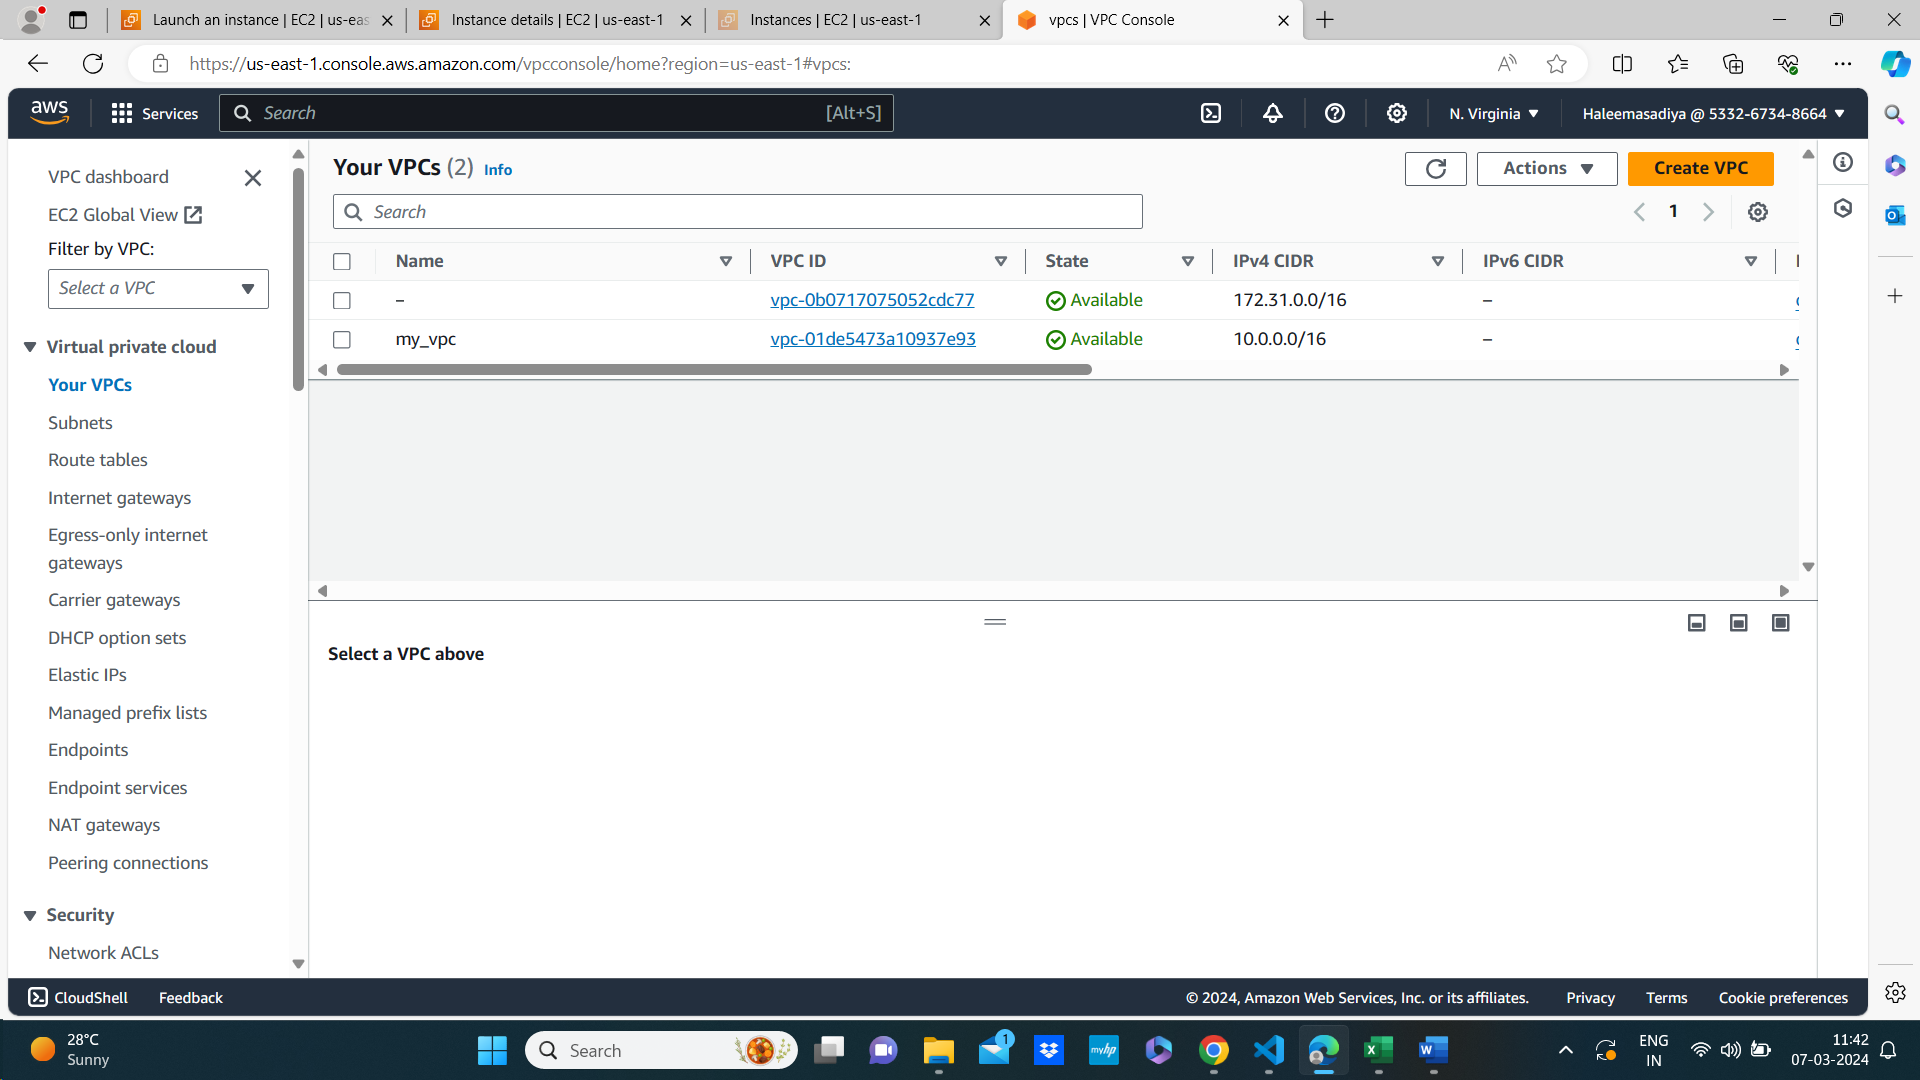 Launch an instance | EC2 | us-eas
Instance details | EC2 | us-east-1
Instances | EC2 | us-east-1
vpcs | VPC Console
https://us-east-1.console.aws.amazon.com/vpcconsole/home?region=us-east-1#vpcs:
aws
Services
Search
[Alt+S]
N. Virginia
Haleemasadiya @ 5332-6734-8664
VPC dashboard
EC2 Global View
Filter by VPC:
Select a VPC
Virtual private cloud
Your VPCs
Subnets
Route tables
Internet gateways
Egress-only internet
gateways
Carrier gateways
DHCP option sets
Elastic IPs
Managed prefix lists
Endpoints
Endpoint services
NAT gateways
Peering connections
Security
Network ACLs
Your VPCs (2) Info
Actions
Create VPC
Search
1
Name VPC ID State IPv4 CIDR IPv6 CIDR
– vpc-0b0717075052cdc77 Available 172.31.0.0/16 –
my_vpc vpc-01de5473a10937e93 Available 10.0.0.0/16 –
Select a VPC above
CloudShell Feedback © 2024, Amazon Web Services, Inc. or its affiliates. Privacy Terms Cookie preferences
28°C
Sunny
Search
1
myhp
ENG
IN
11:42
07-03-2024